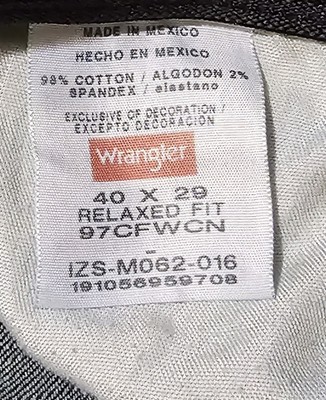 MADE IN MEXICO
HECHO EN MEXICO
98% COTTON / ALGODON 2%
SPANDEX / elastano
EXCLUSIVE OF DECORATION /
EXCEPTO DECORACION
Wrangler
40 X 29
RELAXED FIT
97CFWCN
-
IZS-M062-016
191056959708